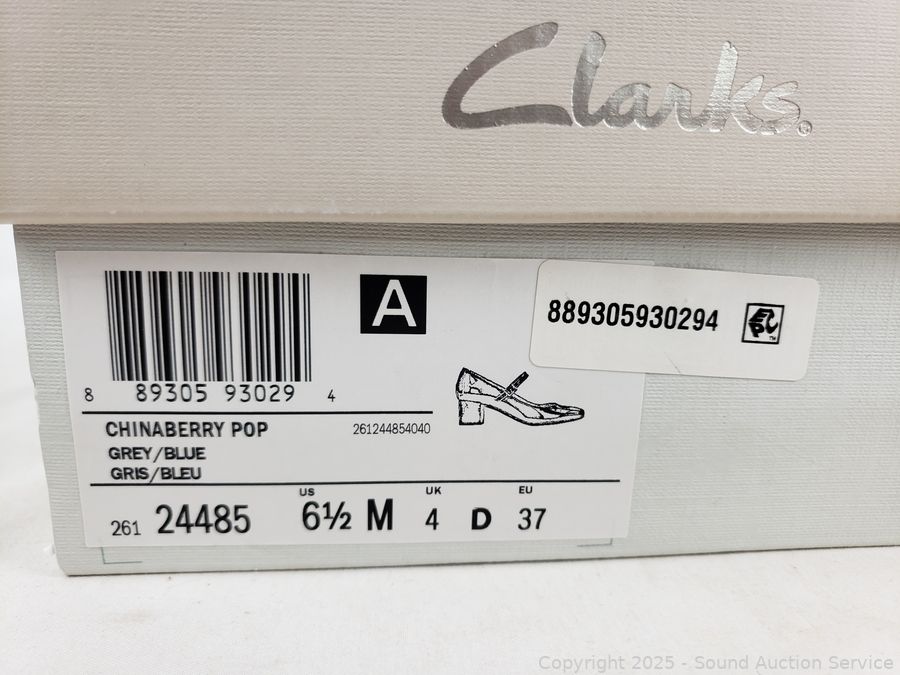 Clarks®
A
889305930294
EPC™
8 89305 93029 4
CHINABERRY POP 261244854040
GREY/BLUE
GRIS/BLEU
US UK EU
261 24485 6½ M 4 D 37
Copyright 2025 - Sound Auction Service